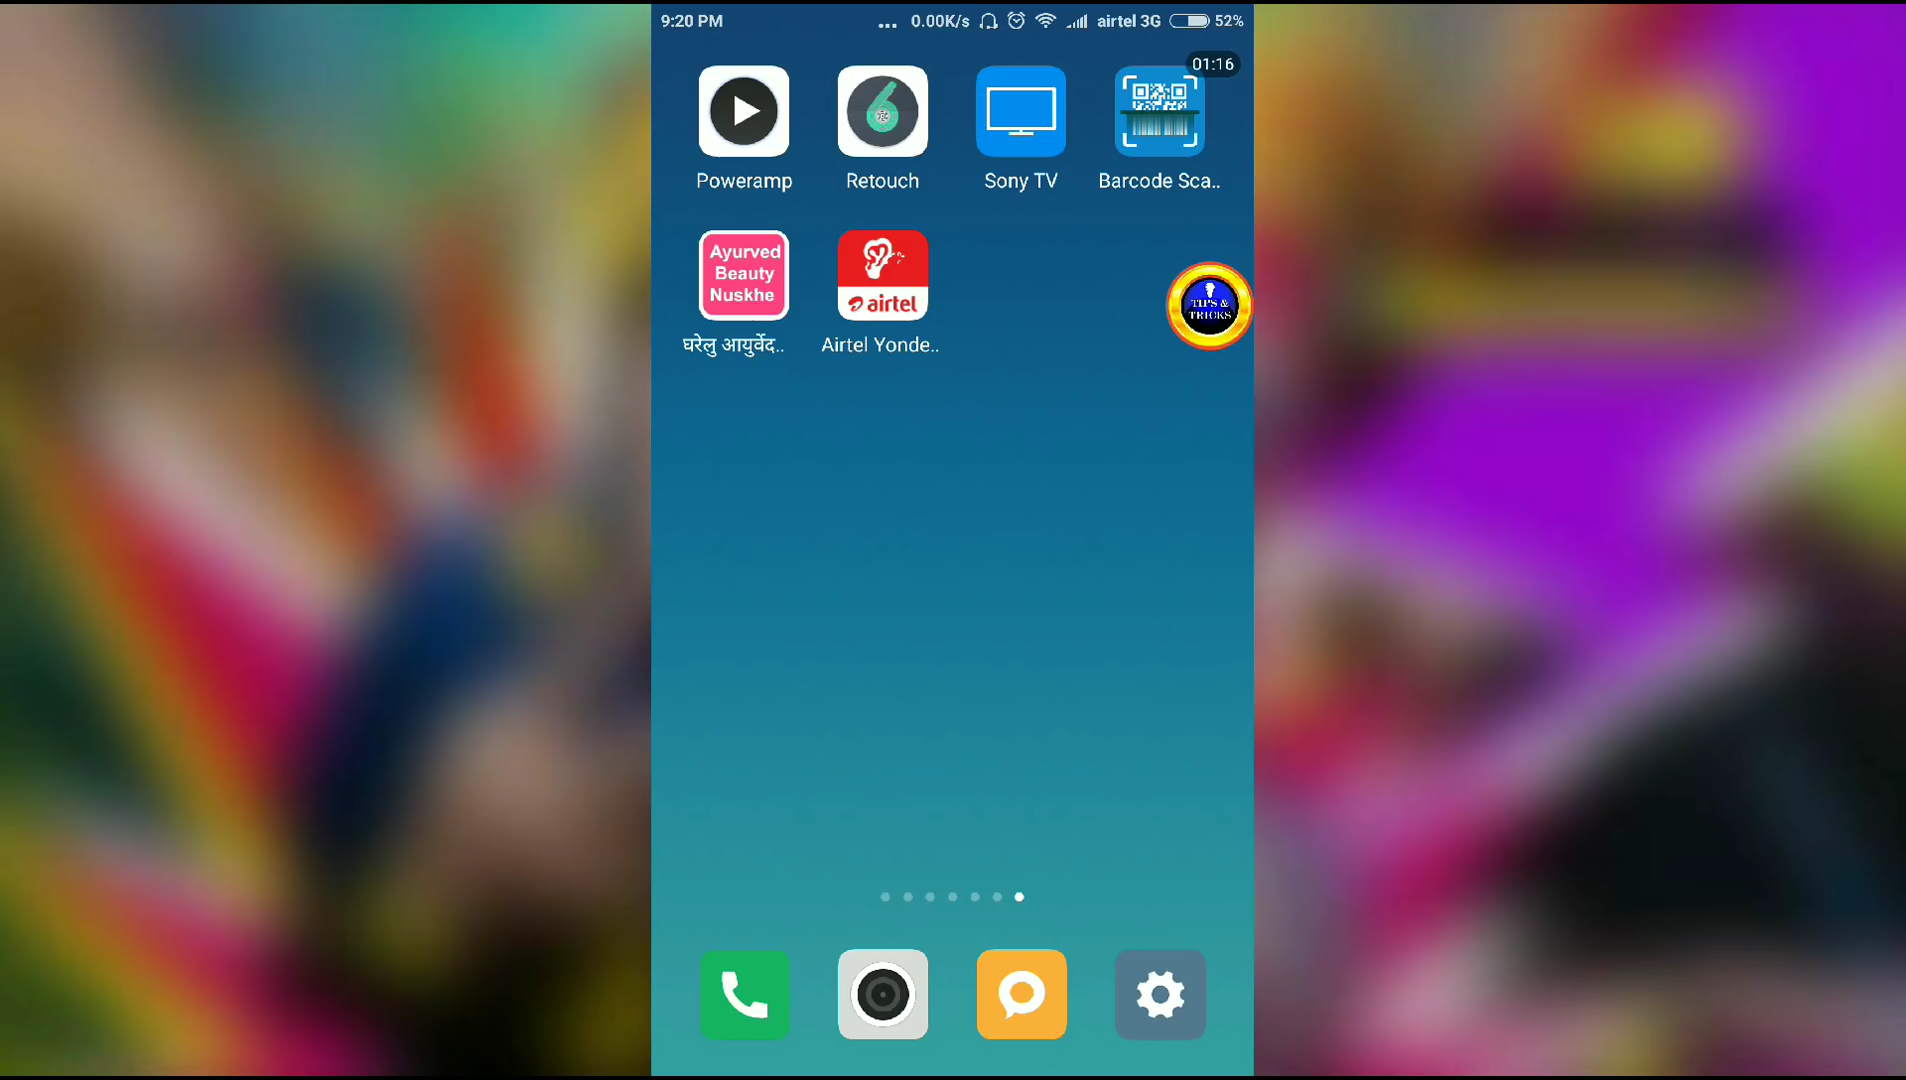 9:20 PM ... 0.00K/s airtel 3G 52%
01:16
Poweramp Retouch Sony TV Barcode Sca..
Ayurved
Beauty
Nuskhe
airtel
TIPS &
TRICKS
घरेलु आयुर्वेद.. Airtel Yonde..